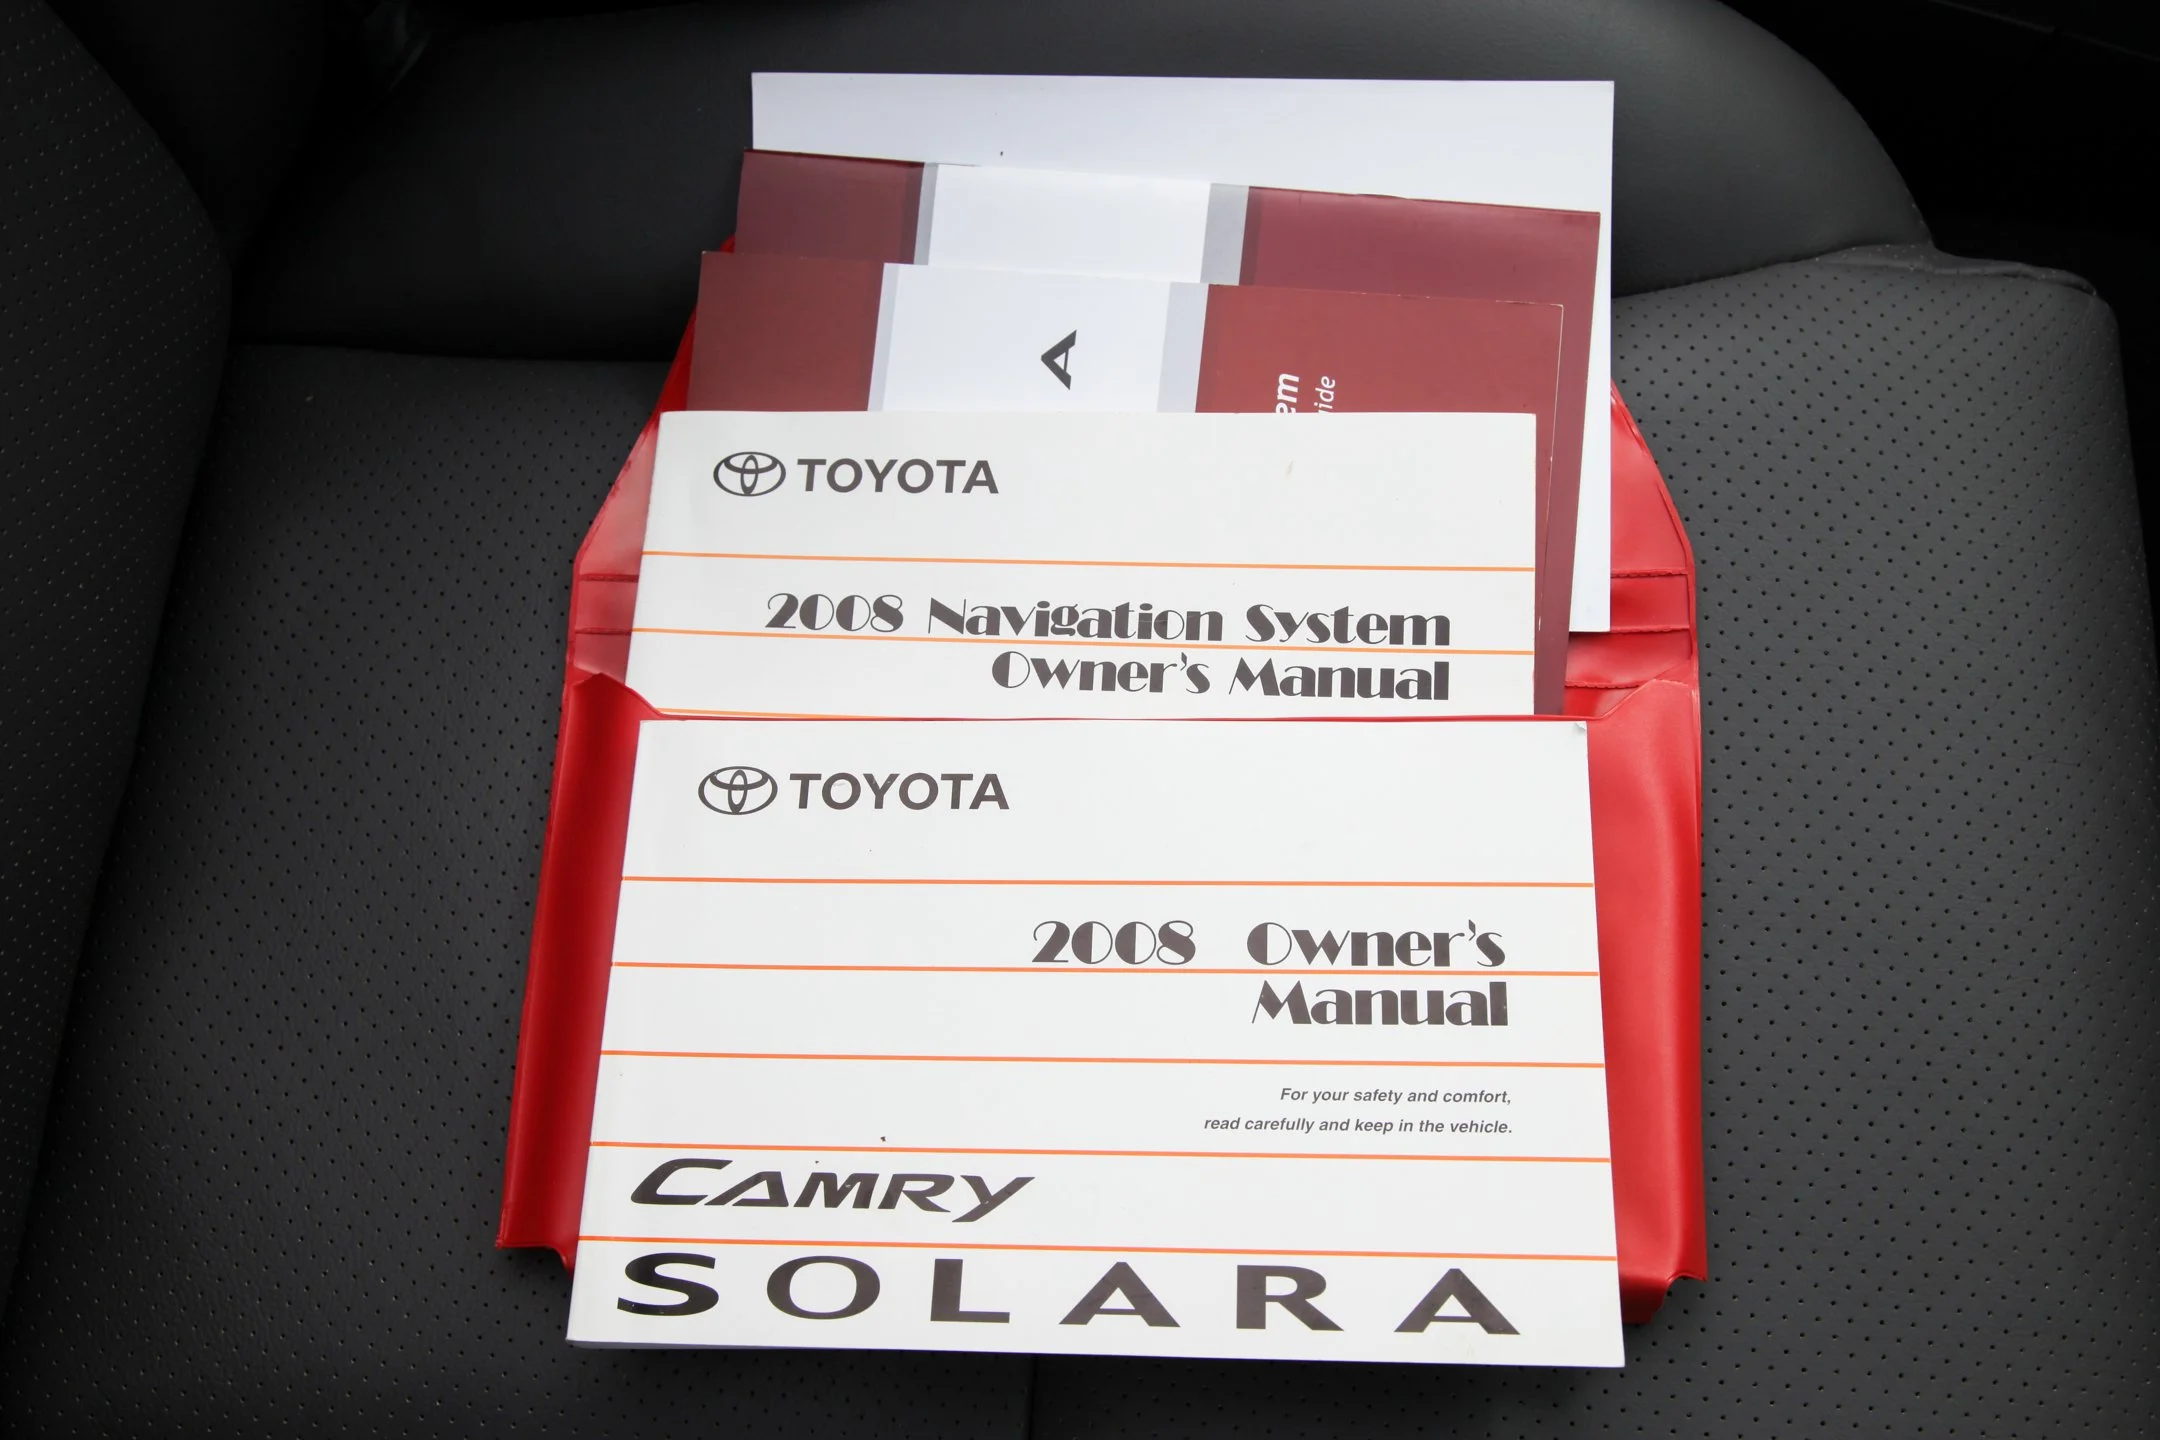 A
TOYOTA
2008 Navigation System
Owner's Manual
TOYOTA
2008 Owner's
Manual
For your safety and comfort,
read carefully and keep in the vehicle.
CAMRY
SOLARA